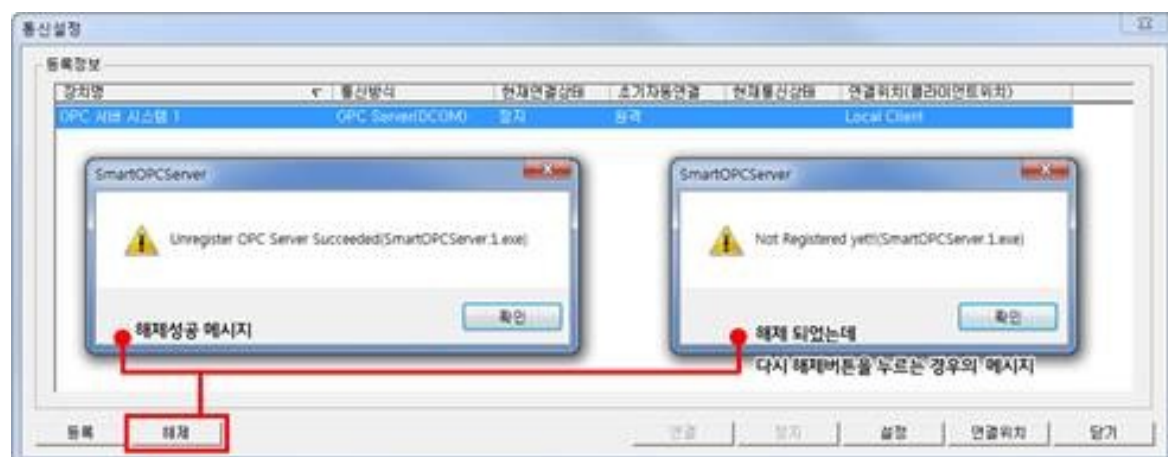 통신설정
등록정보
장치명 통신방식 현재연결상태 초기자동연결 현재통신상태 연결위치(클라이언트위치)
OPC 서버 시스템 1 OPC Server(DCOM) 정지 원격 Local Client
SmartOPCServer
Unregister OPC Server Succeeded(SmartOPCServer.1.exe)
확인
해제성공 메시지
SmartOPCServer
Not Registered yet!!(SmartOPCServer.1.exe)
확인
해제 되었는데
다시 해제버튼을 누르는 경우의 메시지
등록 해제 연결 정지 설정 연결위치 닫기